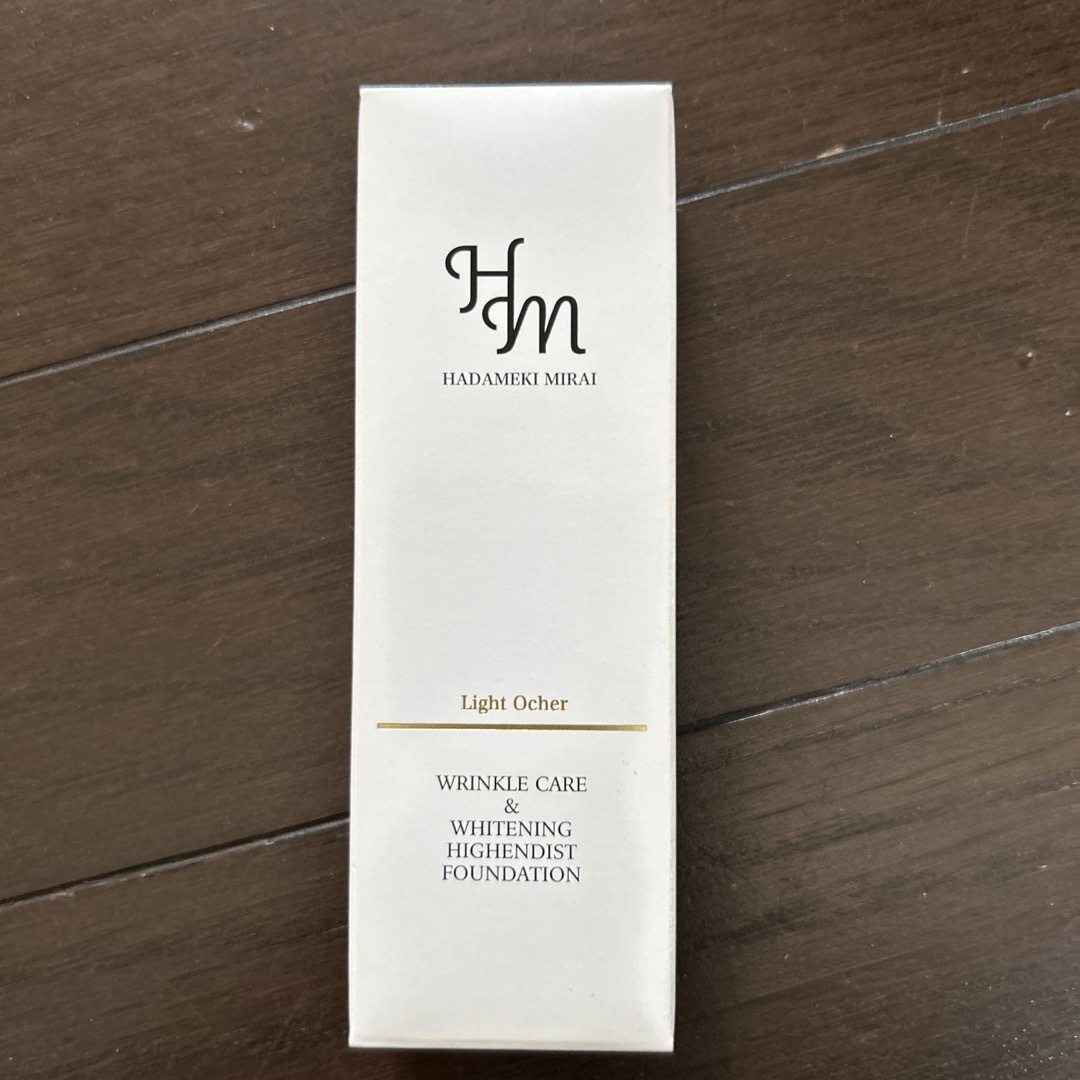 HM
HADAMEKI MIRAI
Light Ocher
WRINKLE CARE
&
WHITENING
HIGHENDIST
FOUNDATION